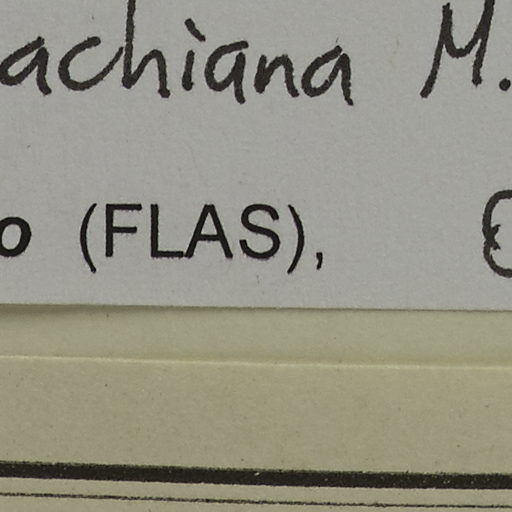 achiana M.
o (FLAS),